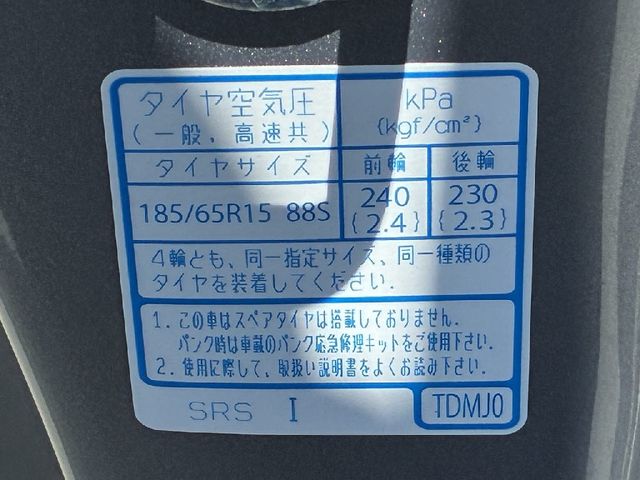 タイヤ空気圧
(一般、高速共)
kPa
{kgf/cm²}
タイヤサイズ 前輪 後輪
185/65R15 88S 240 230
{2.4} {2.3}
4輪とも、同一指定サイズ、同一種類の
タイヤを装着してください.
1. この車はスペアタイヤは搭載しておりません.
パンク時は車載のパンク応急修理キットをご使用下さい.
2. 使用に際して、取扱い説明書をよくお読み下さい.
SRS I TDMJ0